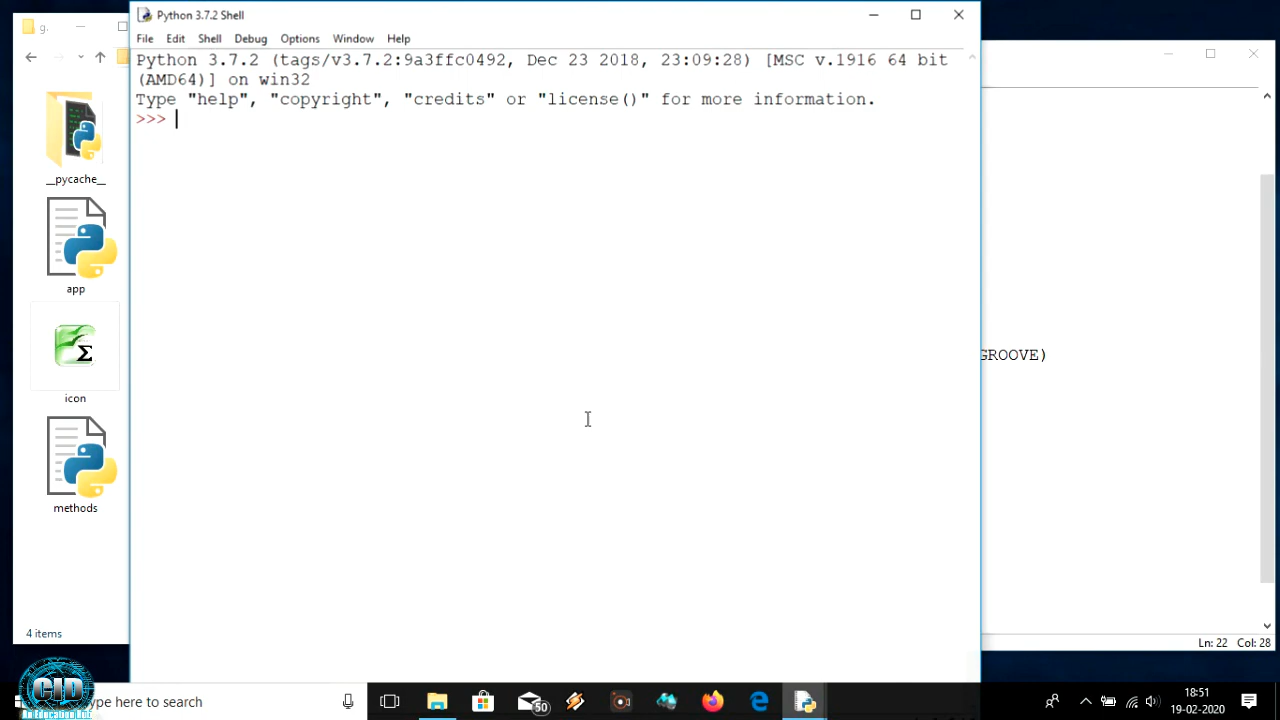 Python 3.7.2 Shell
File Edit Shell Debug Options Window Help
Python 3.7.2 (tags/v3.7.2:9a3ffc0492, Dec 23 2018, 23:09:28) [MSC v.1916 64 bit
(AMD64)] on win32
Type "help", "copyright", "credits" or "license()" for more information.
>>>
g.
__pycache__
app
icon
methods
4 items
GROOVE)
Ln: 22 Col: 28
CID
ype here to search
50
18:51
19-02-2020